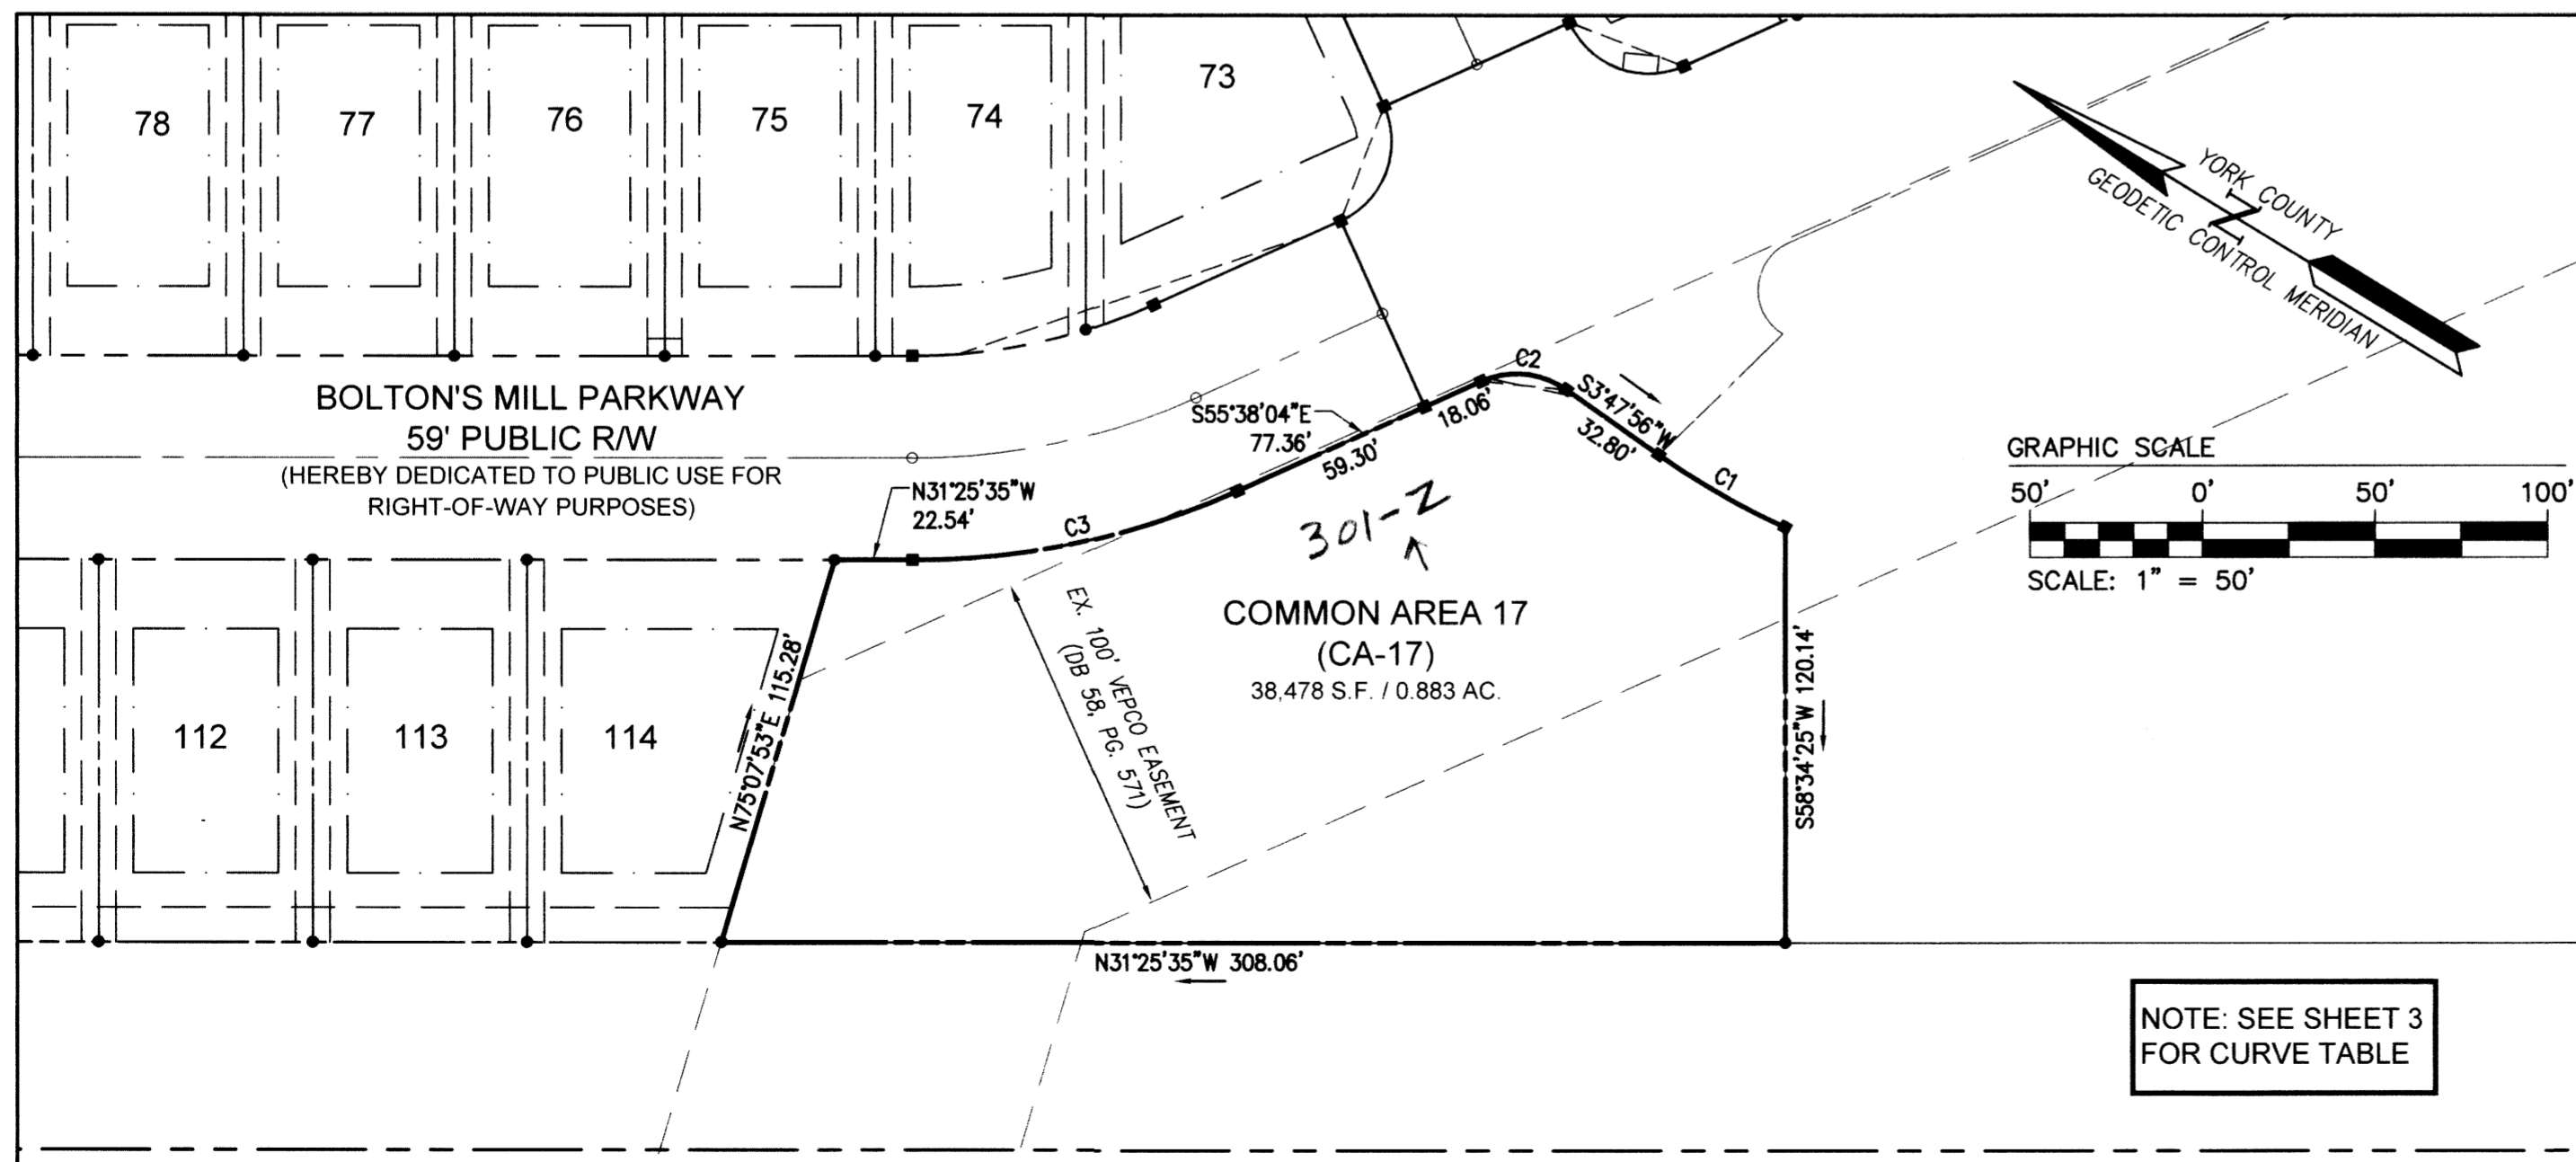 73
78
77
76
75
74
YORK COUNTY
N
GEODETIC CONTROL MERIDIAN
BOLTON'S MILL PARKWAY
59' PUBLIC R/W
(HEREBY DEDICATED TO PUBLIC USE FOR
RIGHT-OF-WAY PURPOSES)
N31°25'35"W
22.54'
C3
S55°38'04"E
77.36'
59.30'
18.06'
C2
S3°47'56"W
32.80'
C1
GRAPHIC SCALE
50' 0' 50' 100'
SCALE: 1" = 50'
301-2
COMMON AREA 17
(CA-17)
38,478 S.F. / 0.883 AC.
EX. 100' VEPCO EASEMENT
(DB 58, PG. 571)
N75°07'53"E 115.28'
S58°34'25"W 120.14'
112
113
114
N31°25'35"W 308.06'
NOTE: SEE SHEET 3
FOR CURVE TABLE